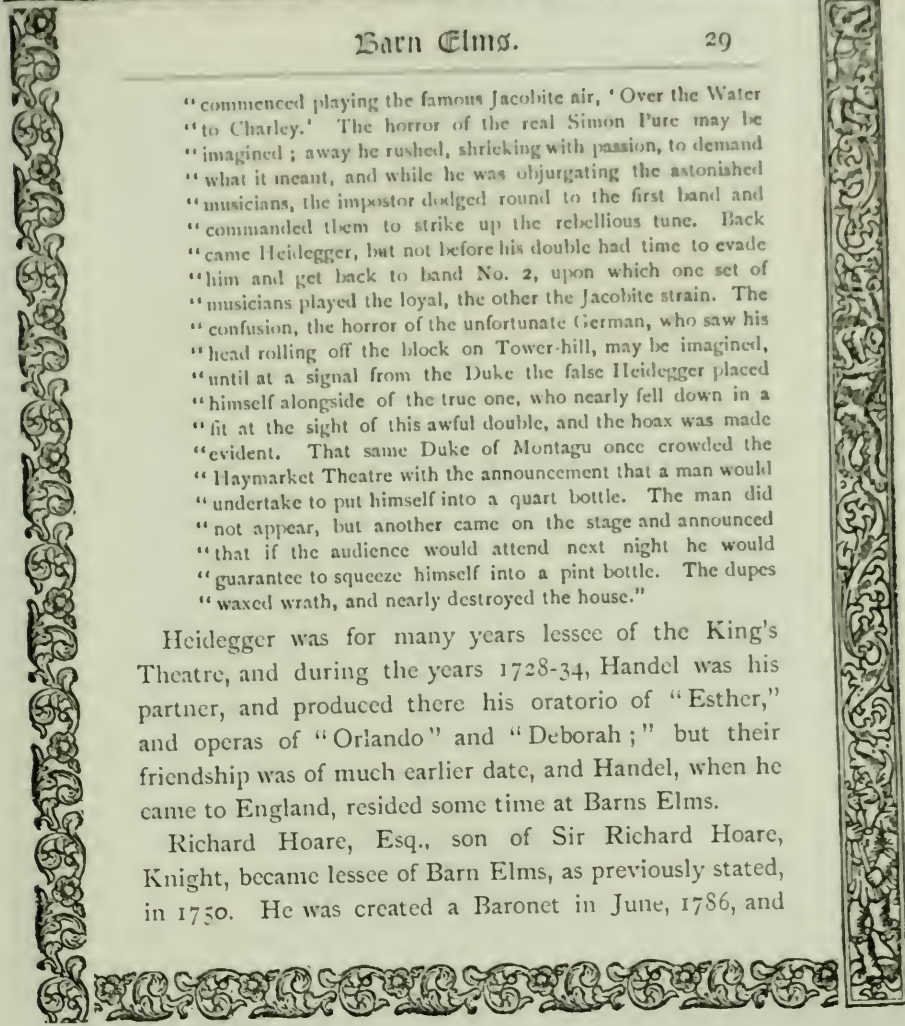 Barn Elms. 29
"commenced playing the famous Jacobite air, 'Over the Water
"to Charley.' The horror of the real Simon Pure may be
"imagined ; away he rushed, shrieking with passion, to demand
"what it meant, and while he was objurgating the astonished
"musicians, the impostor dodged round to the first band and
"commanded them to strike up the rebellious tune. Back
"came Heidegger, but not before his double had time to evade
"him and get back to band No. 2, upon which one set of
"musicians played the loyal, the other the Jacobite strain. The
"confusion, the horror of the unfortunate German, who saw his
"head rolling off the block on Tower-hill, may be imagined,
"until at a signal from the Duke the false Heidegger placed
"himself alongside of the true one, who nearly fell down in a
"fit at the sight of this awful double, and the hoax was made
"evident. That same Duke of Montagu once crowded the
"Haymarket Theatre with the announcement that a man would
"undertake to put himself into a quart bottle. The man did
"not appear, but another came on the stage and announced
"that if the audience would attend next night he would
"guarantee to squeeze himself into a pint bottle. The dupes
"waxed wrath, and nearly destroyed the house."
Heidegger was for many years lessee of the King's
Theatre, and during the years 1728-34, Handel was his
partner, and produced there his oratorio of "Esther,"
and operas of "Orlando" and "Deborah ;" but their
friendship was of much earlier date, and Handel, when he
came to England, resided some time at Barns Elms.
Richard Hoare, Esq., son of Sir Richard Hoare,
Knight, became lessee of Barn Elms, as previously stated,
in 1750. He was created a Baronet in June, 1786, and